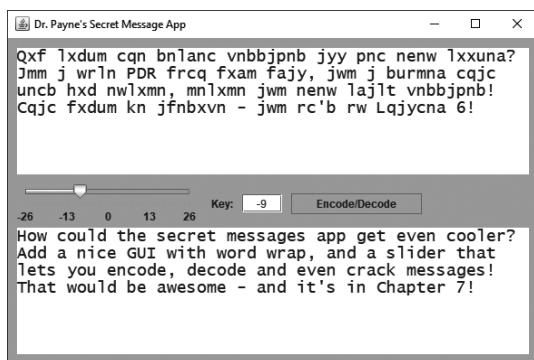 Dr. Payne's Secret Message App
Qxf lxdum cqn bnlanc vnbbjpnb jyy pnc nenw lxxuna?
Jmm j wrln PDR frcq fxam fajy, jwm j burmna cqjc
uncb hxd nwlxmn, mnlxmn jwm nenw lajlt vnbbjpnb!
Cqjc fxdum kn jfnbxvn - jwm rc'b rw Lqjycna 6!
-26 -13 0 13 26 Key: -9 Encode/Decode
How could the secret messages app get even cooler?
Add a nice GUI with word wrap, and a slider that
lets you encode, decode and even crack messages!
That would be awesome - and it's in Chapter 7!